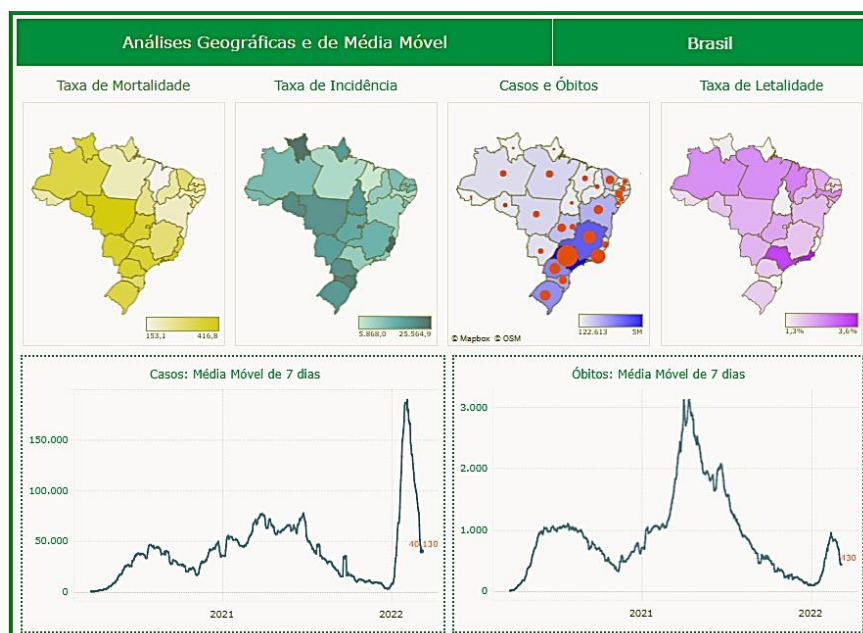 Análises Geográficas e de Média Móvel
Brasil
Taxa de Mortalidade
Taxa de Incidência
Casos e Óbitos
Taxa de Letalidade
153,1 416,8
5.868,0 25.564,9
© Mapbox © OSM
122.613 5M
1,3% 3,6%
Casos: Média Móvel de 7 dias
150.000
100.000
50.000
0
40.130
2021 2022
Óbitos: Média Móvel de 7 dias
3.000
2.000
1.000
0
430
2021 2022